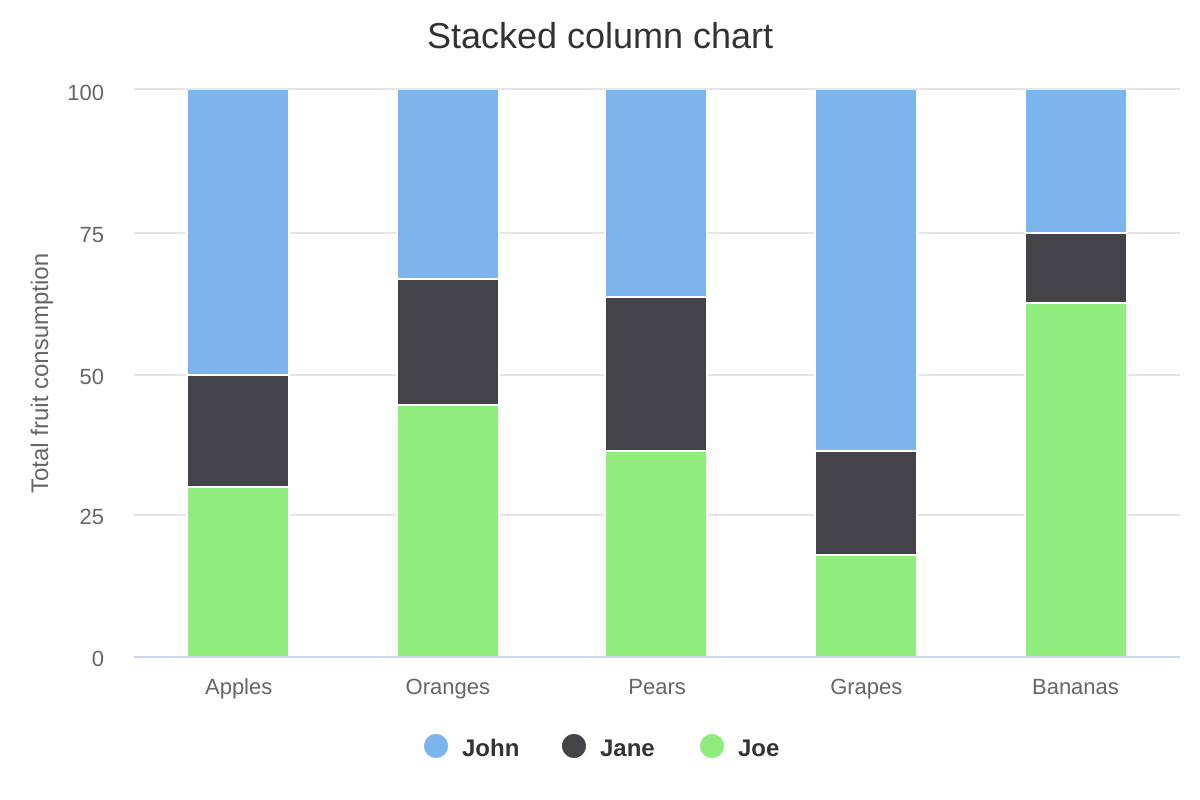 Stacked column chart
Total fruit consumption
100
75
50
25
0
Apples Oranges Pears Grapes Bananas
John Jane Joe